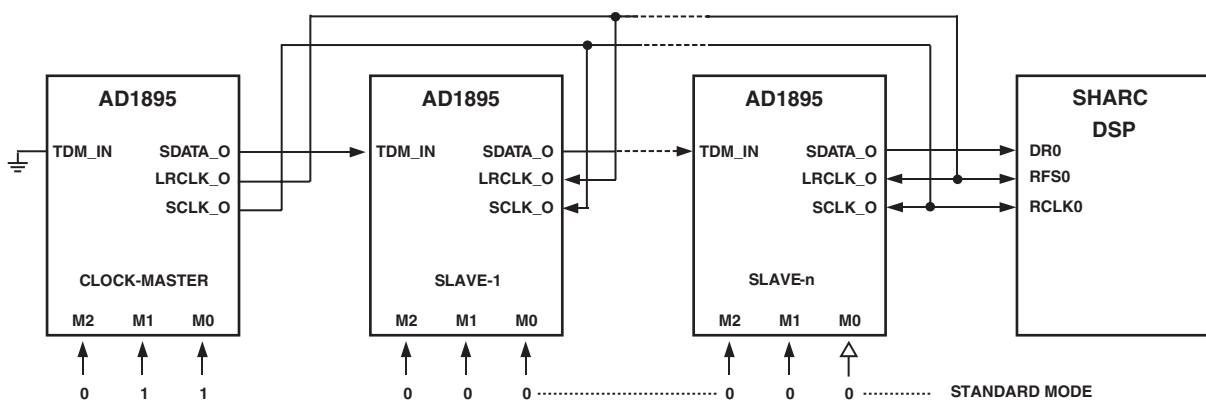 AD1895
TDM_IN
SDATA_O
LRCLK_O
SCLK_O
CLOCK-MASTER
M2 M1 M0
0 1 1
AD1895
TDM_IN
SDATA_O
LRCLK_O
SCLK_O
SLAVE-1
M2 M1 M0
0 0 0
AD1895
TDM_IN
SDATA_O
LRCLK_O
SCLK_O
SLAVE-n
M2 M1 M0
0 0 0
STANDARD MODE
SHARC
DSP
DR0
RFS0
RCLK0